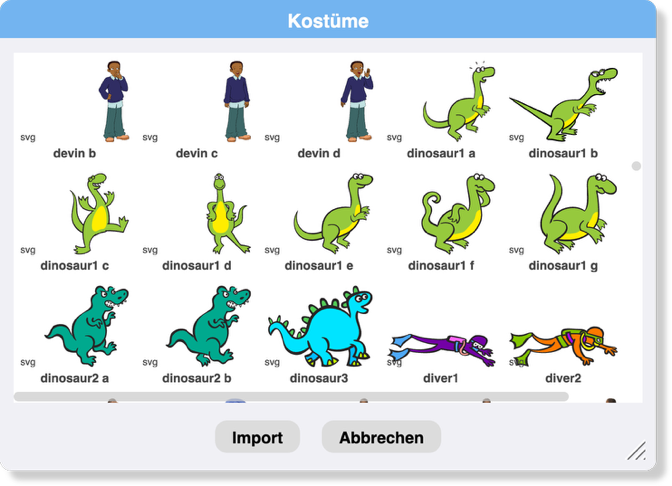 Kostüme
svg svg svg svg svg
devin b devin c devin d dinosaur1 a dinosaur1 b
svg svg svg svg svg
dinosaur1 c dinosaur1 d dinosaur1 e dinosaur1 f dinosaur1 g
svg svg svg svg svg
dinosaur2 a dinosaur2 b dinosaur3 diver1 diver2
Import Abbrechen